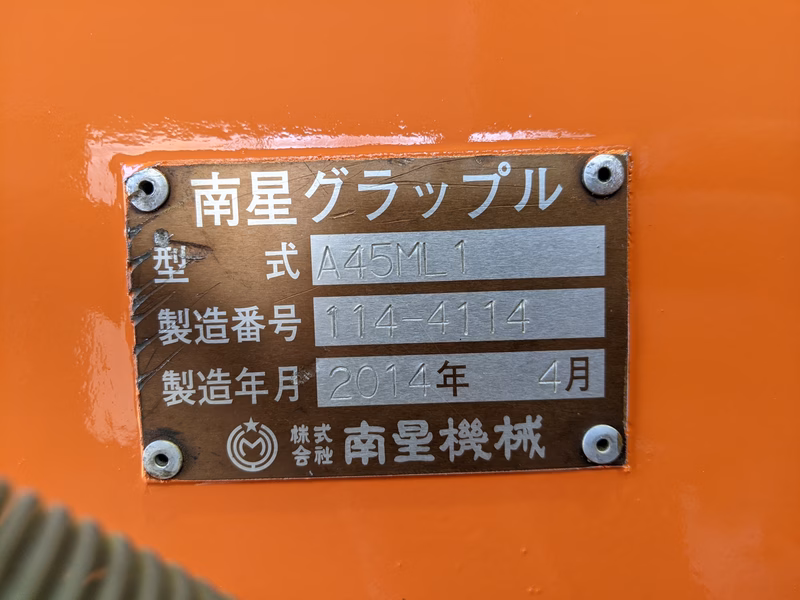 南星グラップル
型式 A45ML1
製造番号 114-4114
製造年月 2014年 4月
株式会社 南星機械